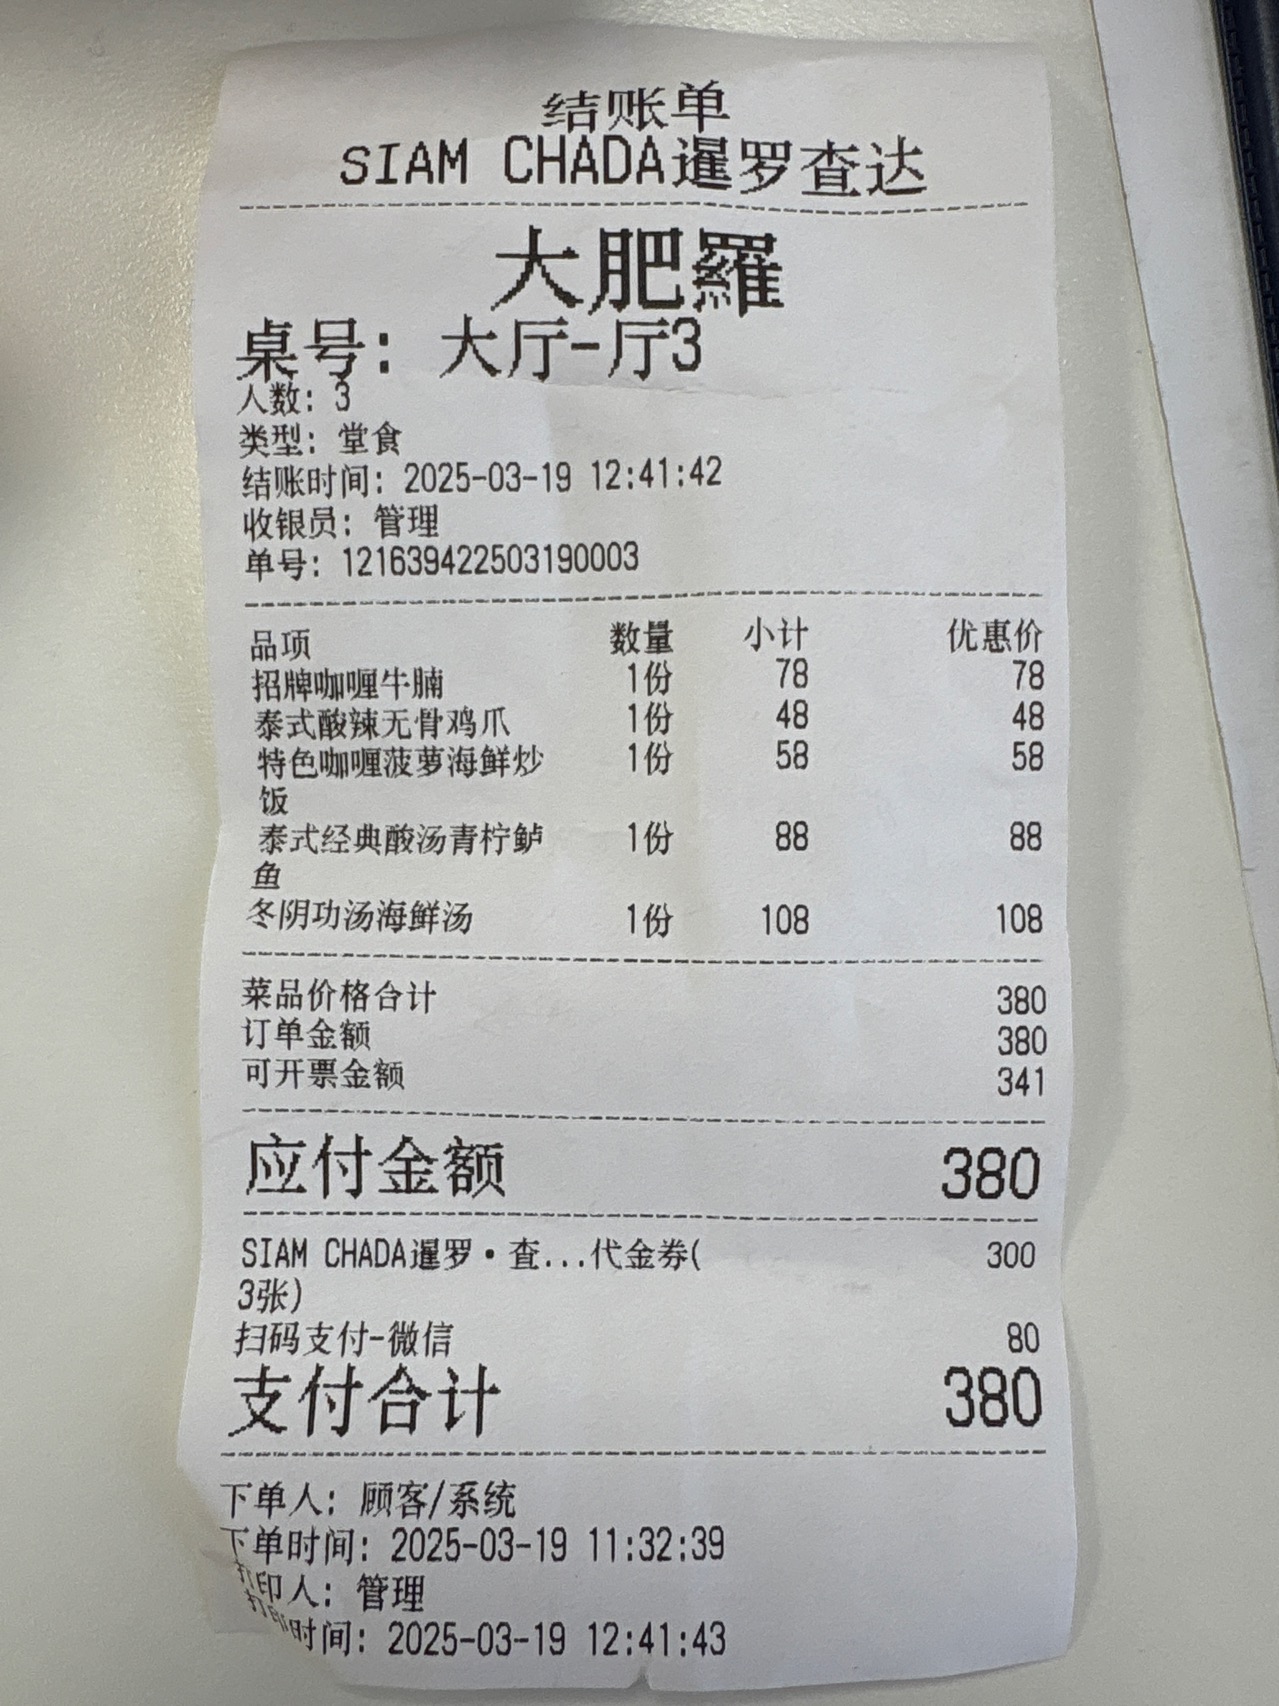 结账单
SIAM CHADA暹罗查达
大肥羅
桌号: 大厅-厅3
人数: 3
类型: 堂食
结账时间: 2025-03-19 12:41:42
收银员: 管理
单号: 121639422503190003
品项 数量 小计 优惠价
招牌咖喱牛腩 1份 78 78
泰式酸辣无骨鸡爪 1份 48 48
特色咖喱菠萝海鲜炒 1份 58 58
饭
泰式经典酸汤青柠鲈 1份 88 88
鱼
冬阴功汤海鲜汤 1份 108 108
菜品价格合计 380
订单金额 380
可开票金额 341
应付金额 380
SIAM CHADA暹罗·查...代金券( 300
3张)
扫码支付-微信 80
支付合计 380
下单人: 顾客/系统
下单时间: 2025-03-19 11:32:39
打印人: 管理
打印时间: 2025-03-19 12:41:43